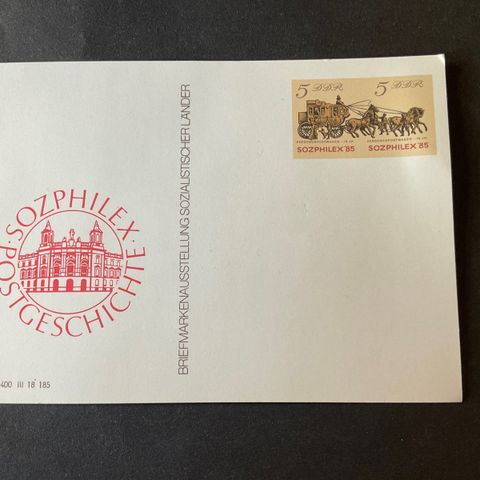 5 DDR 5 DDR
SOZPHILEX '85 SOZPHILEX '85
BRIEFMARKENAUSSTELLUNG SOZIALISTISCHER LÄNDER
· SOZPHILEX ·
POSTGESCHICHTE
400 III 18 185